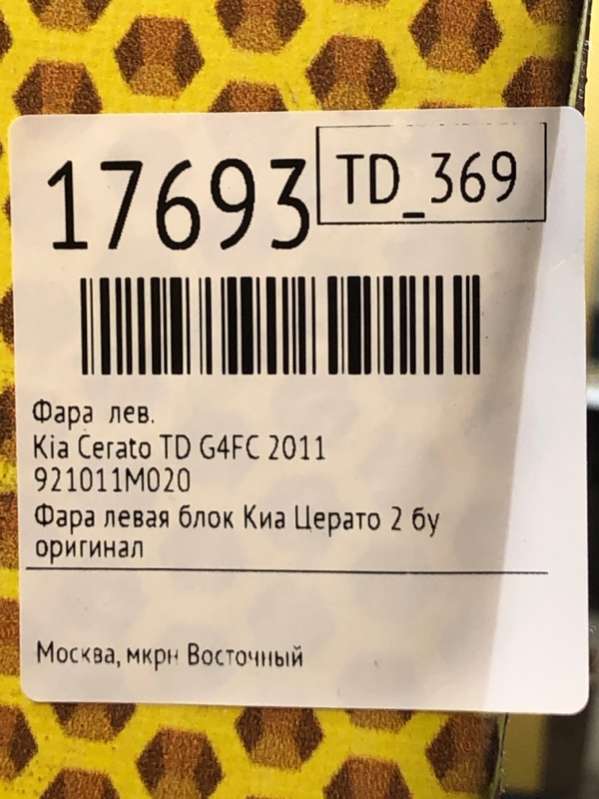 17693
TD_369
Фара лев.
Kia Cerato TD G4FC 2011
921011M020
Фара левая блок Киа Церато 2 бу
оригинал
Москва, мкрн Восточный